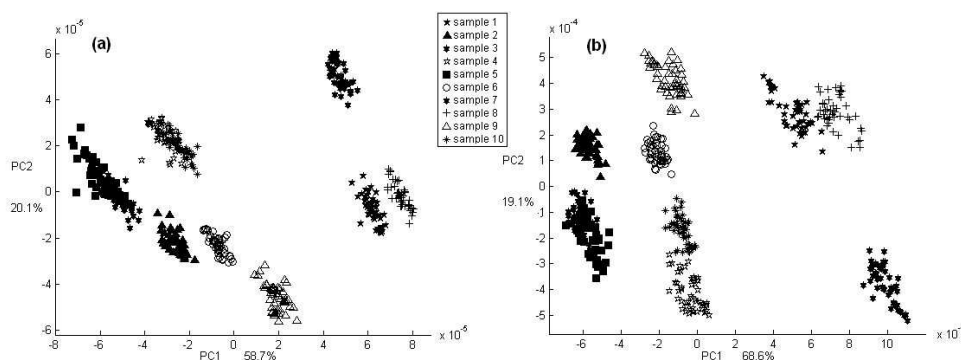 x 10⁻⁵
(a)
6
4
2
0
-2
-4
-6
PC2
20.1%
-8 -6 -4 -2 0 2 4 6 8
x 10⁻⁵
PC1 58.7%
sample 1
sample 2
sample 3
sample 4
sample 5
sample 6
sample 7
sample 8
sample 9
sample 10
x 10⁻⁴
(b)
5
4
3
2
1
0
-1
-2
-3
-4
-5
PC2
19.1%
-6 -4 -2 0 2 4 6 8 10
PC1 68.6%